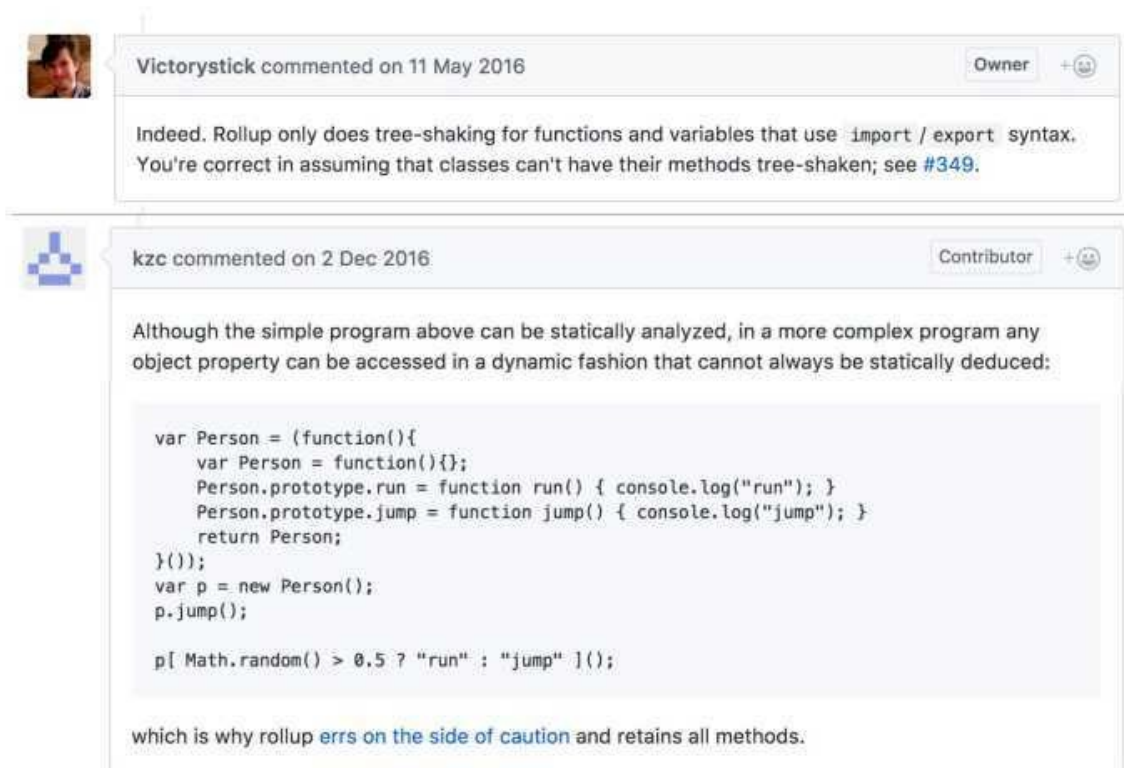 Victorystick commented on 11 May 2016 Owner
Indeed. Rollup only does tree-shaking for functions and variables that use import / export syntax.
You're correct in assuming that classes can't have their methods tree-shaken; see #349.
kzc commented on 2 Dec 2016 Contributor
Although the simple program above can be statically analyzed, in a more complex program any
object property can be accessed in a dynamic fashion that cannot always be statically deduced:
var Person = (function(){
    var Person = function(){};
    Person.prototype.run = function run() { console.log("run"); }
    Person.prototype.jump = function jump() { console.log("jump"); }
    return Person;
}());
var p = new Person();
p.jump();
p[ Math.random() > 0.5 ? "run" : "jump" ]();
which is why rollup errs on the side of caution and retains all methods.